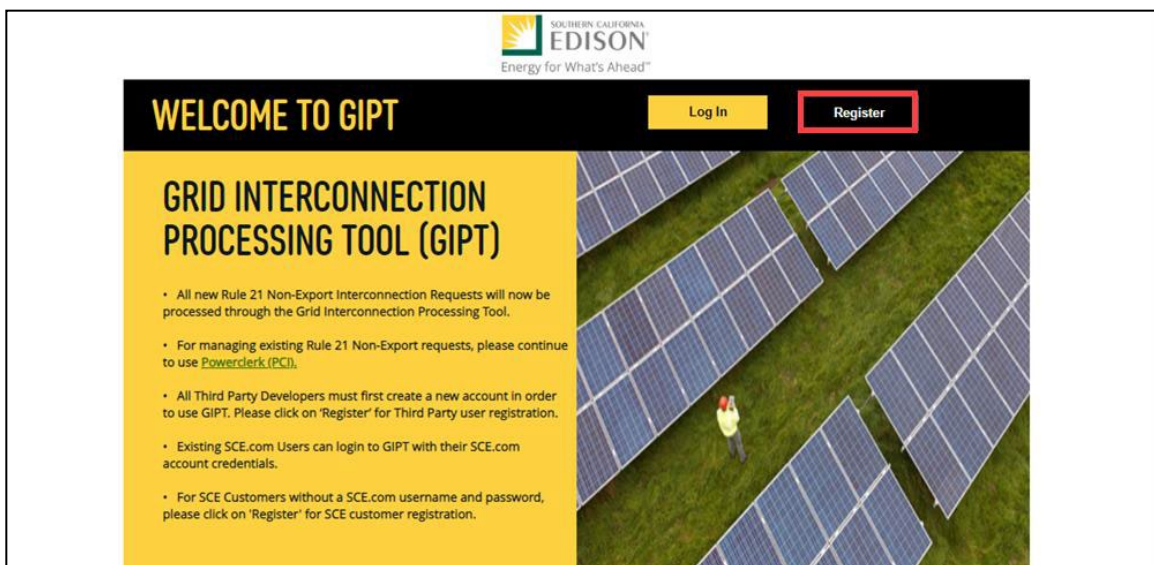 SOUTHERN CALIFORNIA
EDISON®
Energy for What's Ahead℠
WELCOME TO GIPT
Log In
Register
GRID INTERCONNECTION
PROCESSING TOOL (GIPT)
• All new Rule 21 Non-Export Interconnection Requests will now be
processed through the Grid Interconnection Processing Tool.
• For managing existing Rule 21 Non-Export requests, please continue
to use Powerclerk (PCI).
• All Third Party Developers must first create a new account in order
to use GIPT. Please click on 'Register' for Third Party user registration.
• Existing SCE.com Users can login to GIPT with their SCE.com
account credentials.
• For SCE Customers without a SCE.com username and password,
please click on 'Register' for SCE customer registration.